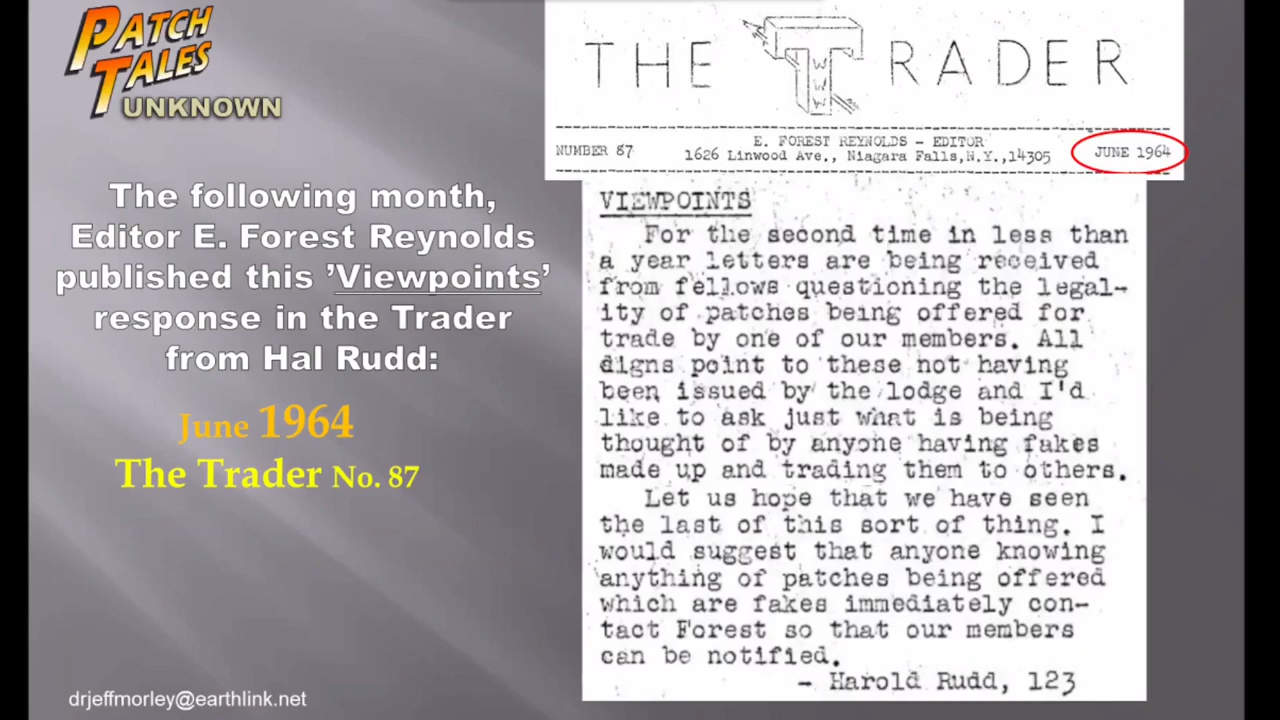 PATCH
TALES
UNKNOWN
The following month,
Editor E. Forest Reynolds
published this ’Viewpoints’
response in the Trader
from Hal Rudd:
June 1964
The Trader No. 87
drjeffmorley@earthlink.net
THE TRADER
NUMBER 87
E. FOREST REYNOLDS - EDITOR
1626 Linwood Ave., Niagara Falls,N.Y.,14305
JUNE 1964
VIEWPOINTS
For the second time in less than
a year letters are being received
from fellows questioning the legal-
ity of patches being offered for
trade by one of our members. All
digns point to these not having
been issued by the lodge and I'd
like to ask just what is being
thought of by anyone having fakes
made up and trading them to others.
Let us hope that we have seen
the last of this sort of thing. I
would suggest that anyone knowing
anything of patches being offered
which are fakes immediately con-
tact Forest so that our members
can be notified.
- Harold Rudd, 123